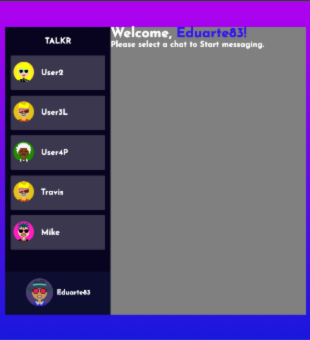 TALKR
User2
User3L
User4P
Travis
Mike
Eduarte83
Welcome, Eduarte83!
Please select a chat to Start messaging.